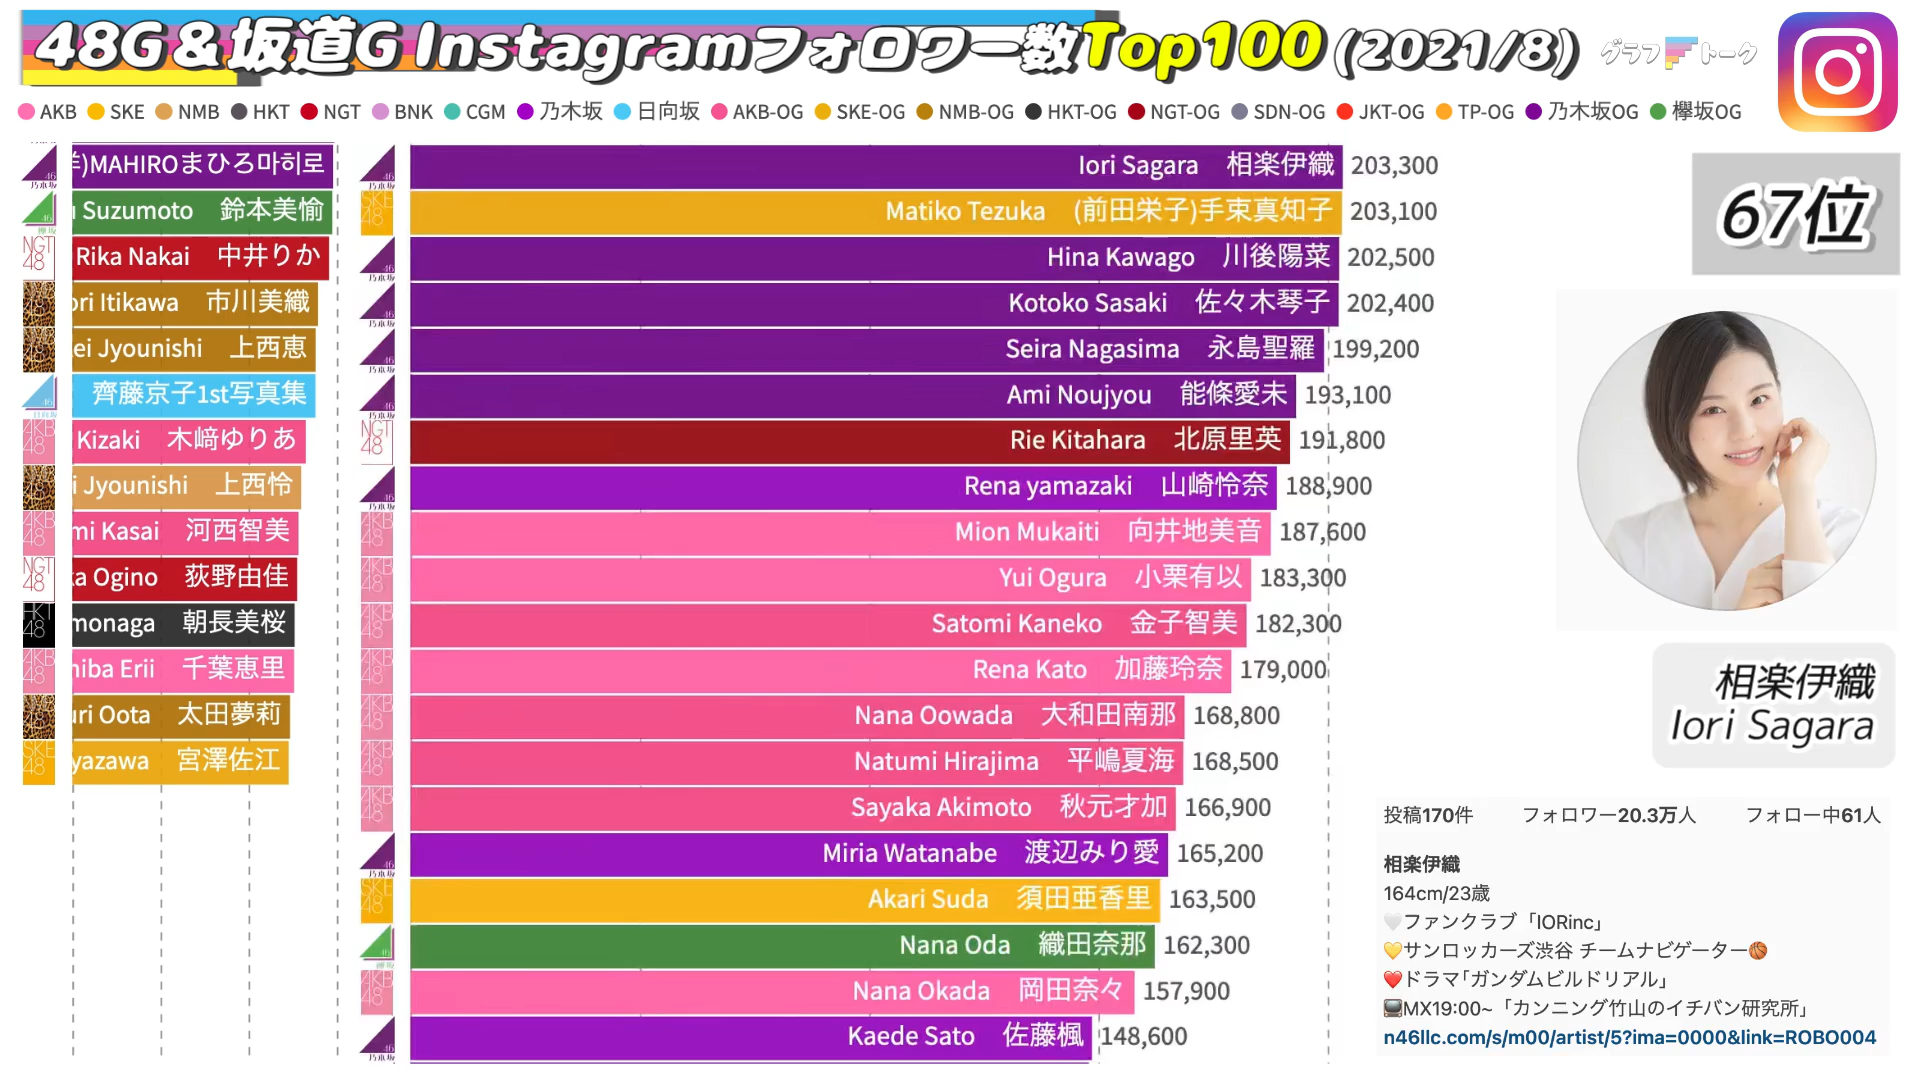 48G&坂道G Instagramフォロワー数Top100(2021/8)
グラフトーク
AKB SKE NMB HKT NGT BNK CGM 乃木坂 日向坂 AKB-OG SKE-OG NMB-OG HKT-OG NGT-OG SDN-OG JKT-OG TP-OG 乃木坂OG 欅坂OG
)MAHIROまひろ마히로
Suzumoto 鈴本美愉
Rika Nakai 中井りか
ori Itikawa 市川美織
ei Jyounishi 上西恵
齊藤京子1st写真集
Kizaki 木﨑ゆりあ
i Jyounishi 上西怜
mi Kasai 河西智美
ka Ogino 荻野由佳
monaga 朝長美桜
hiba Erii 千葉恵里
uri Oota 太田夢莉
yazawa 宮澤佐江
Iori Sagara 相楽伊織 203,300
Matiko Tezuka (前田栄子)手束真知子 203,100
Hina Kawago 川後陽菜 202,500
Kotoko Sasaki 佐々木琴子 202,400
Seira Nagasima 永島聖羅 199,200
Ami Noujyou 能條愛未 193,100
Rie Kitahara 北原里英 191,800
Rena yamazaki 山崎怜奈 188,900
Mion Mukaiti 向井地美音 187,600
Yui Ogura 小栗有以 183,300
Satomi Kaneko 金子智美 182,300
Rena Kato 加藤玲奈 179,000
Nana Oowada 大和田南那 168,800
Natumi Hirajima 平嶋夏海 168,500
Sayaka Akimoto 秋元才加 166,900
Miria Watanabe 渡辺みり愛 165,200
Akari Suda 須田亜香里 163,500
Nana Oda 織田奈那 162,300
Nana Okada 岡田奈々 157,900
Kaede Sato 佐藤楓 148,600
67位
相楽伊織
Iori Sagara
投稿170件 フォロワー20.3万人 フォロー中61人
相楽伊織
164cm/23歳
🤍ファンクラブ「IORinc」
💛サンロッカーズ渋谷 チームナビゲーター🏀
❤️ドラマ「ガンダムビルドリアル」
📺MX19:00~「カンニング竹山のイチバン研究所」
n46llc.com/s/m00/artist/5?ima=0000&link=ROBO004